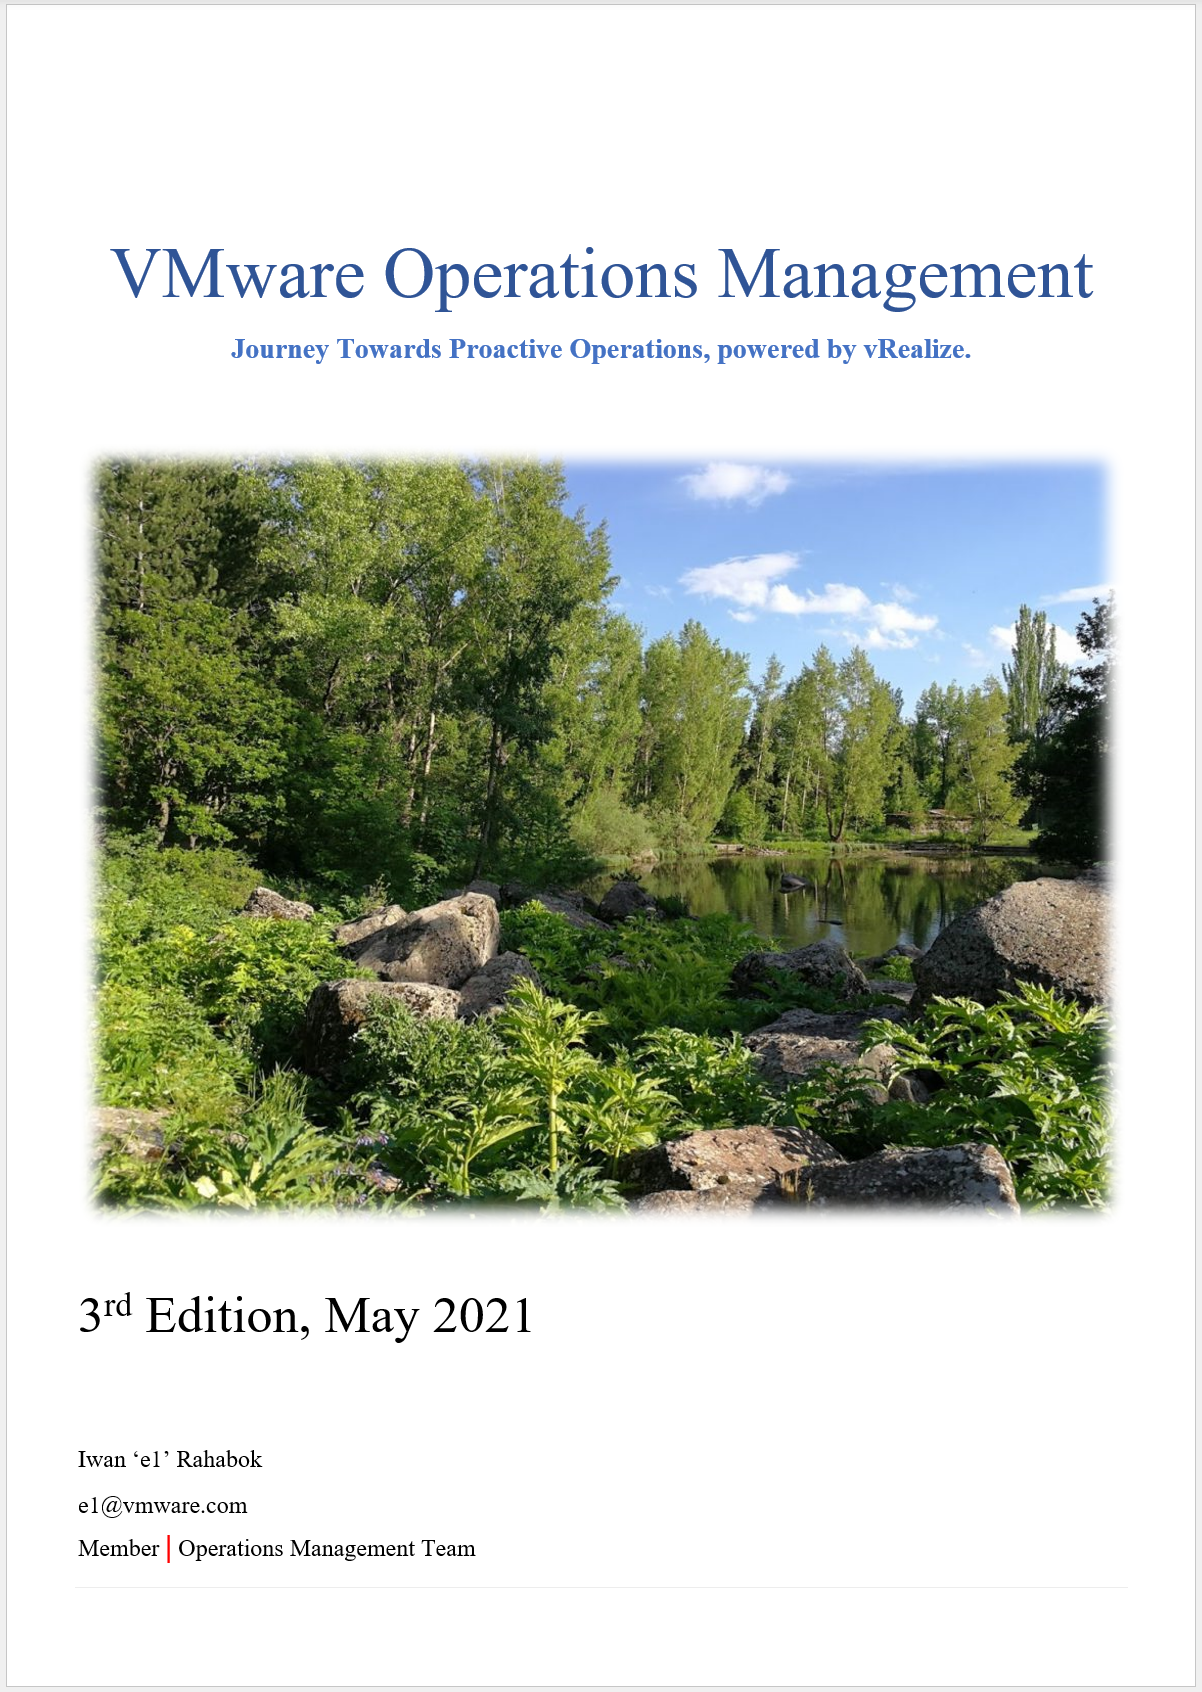 VMware Operations Management
Journey Towards Proactive Operations, powered by vRealize.
3rd Edition, May 2021
Iwan ‘e1’ Rahabok
e1@vmware.com
Member | Operations Management Team